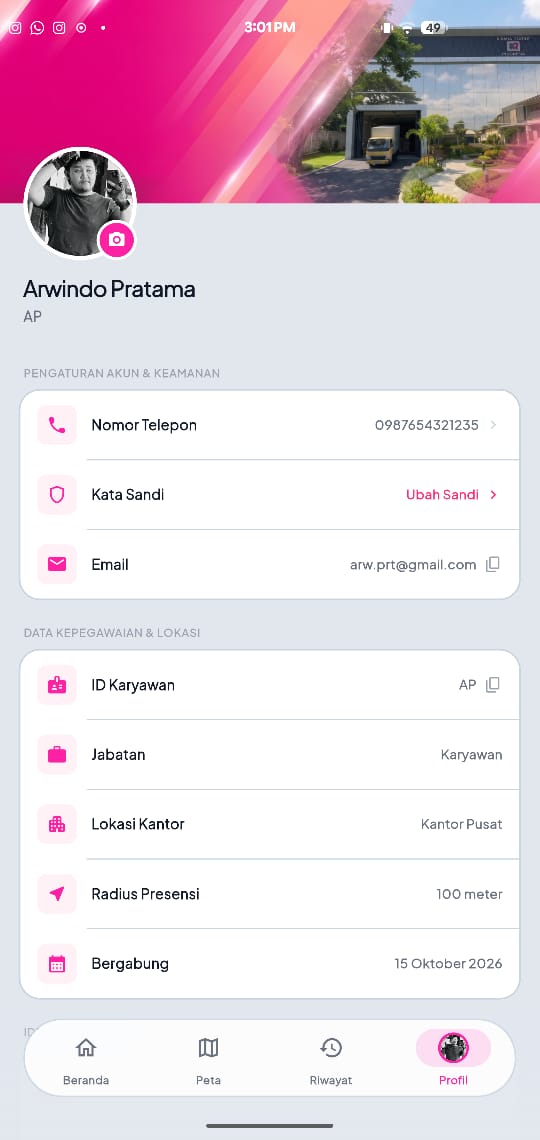 3:01 PM
49
Arwindo Pratama
AP
PENGATURAN AKUN & KEAMANAN
Nomor Telepon 0987654321235
Kata Sandi Ubah Sandi
Email arw.prt@gmail.com
DATA KEPEGAWAIAN & LOKASI
ID Karyawan AP
Jabatan Karyawan
Lokasi Kantor Kantor Pusat
Radius Presensi 100 meter
Bergabung 15 Oktober 2026
Beranda Peta Riwayat Profil